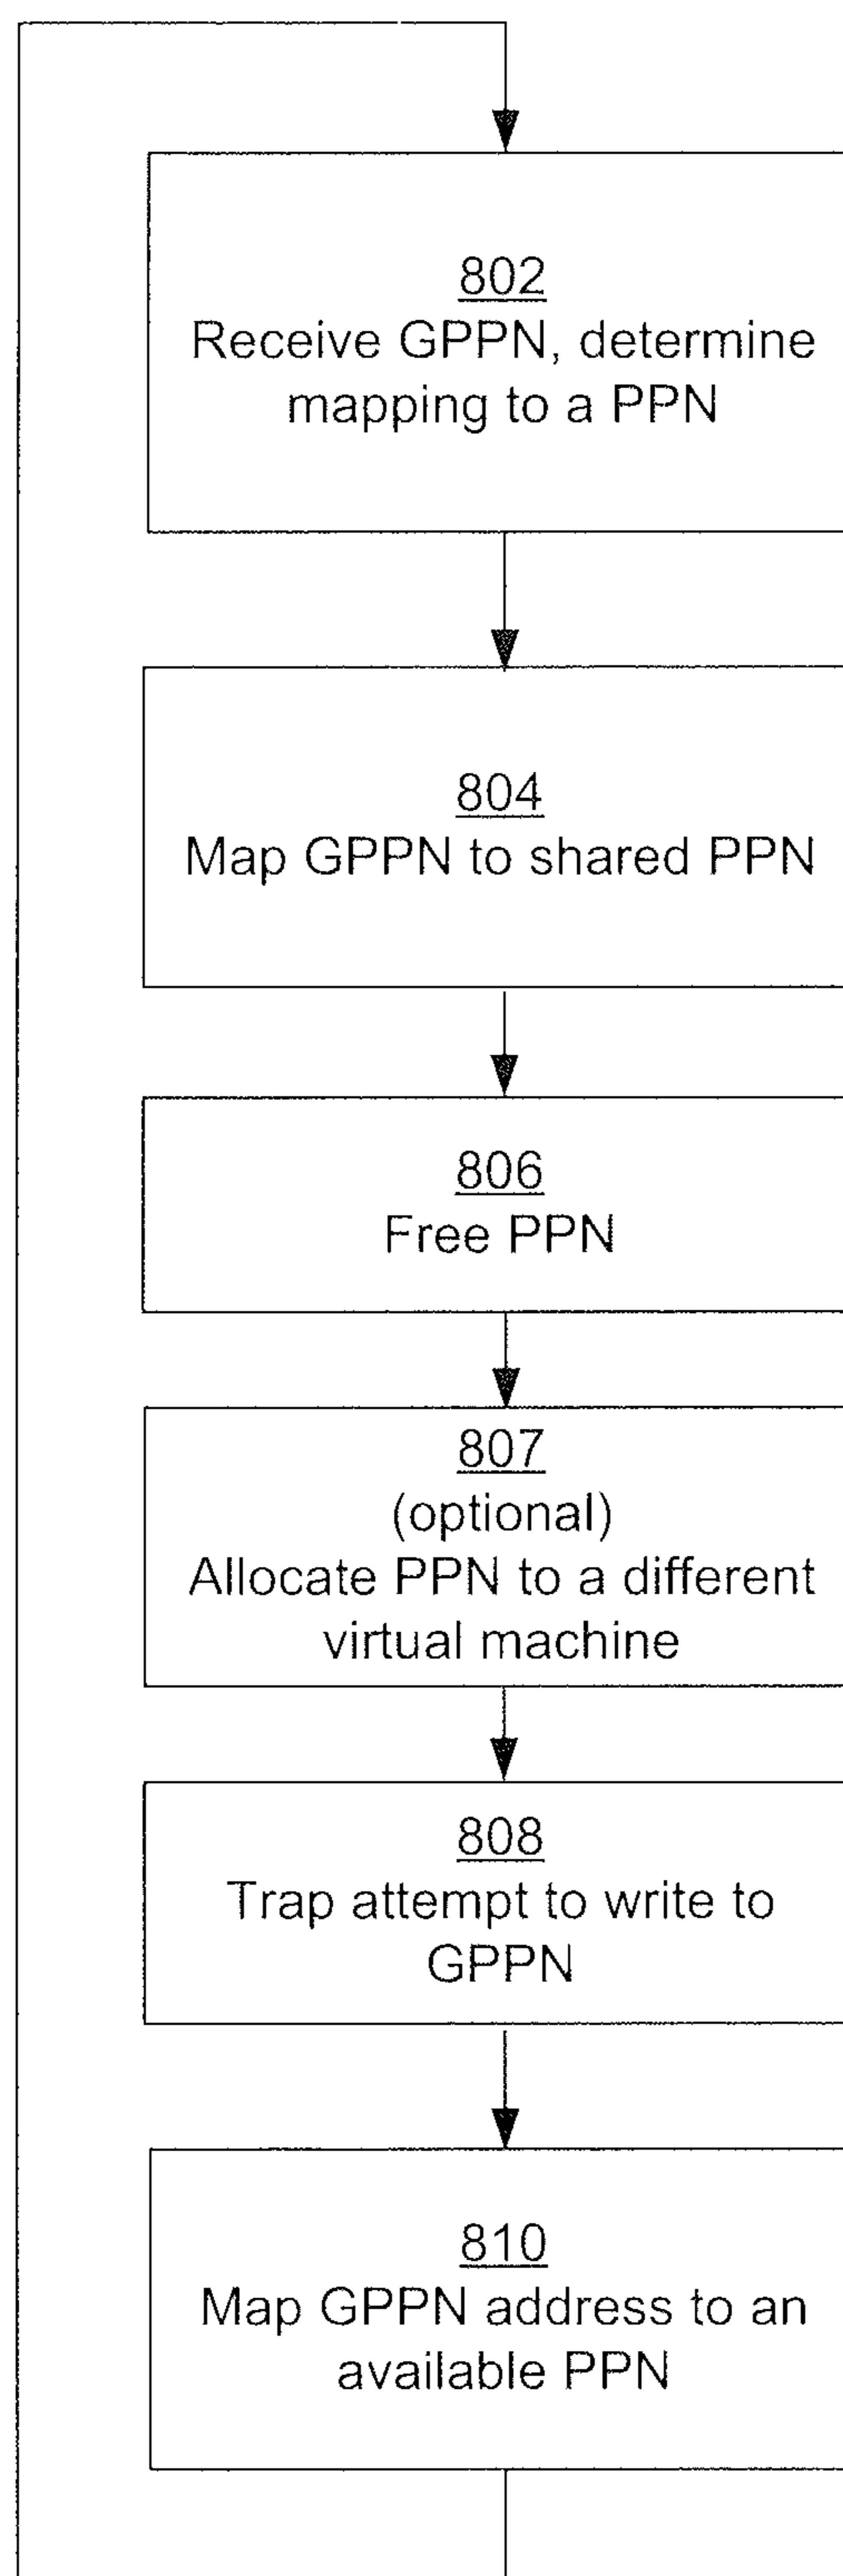 802
Receive GPPN, determine
mapping to a PPN
804
Map GPPN to shared PPN
806
Free PPN
807
(optional)
Allocate PPN to a different
virtual machine
808
Trap attempt to write to
GPPN
810
Map GPPN address to an
available PPN